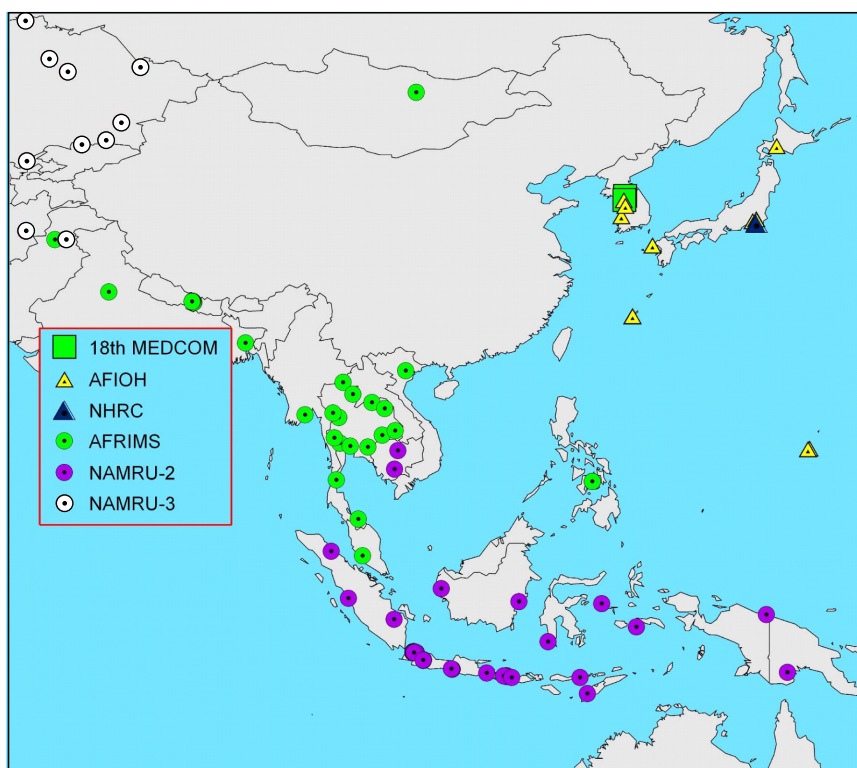 18th MEDCOM
AFIOH
NHRC
AFRIMS
NAMRU-2
NAMRU-3